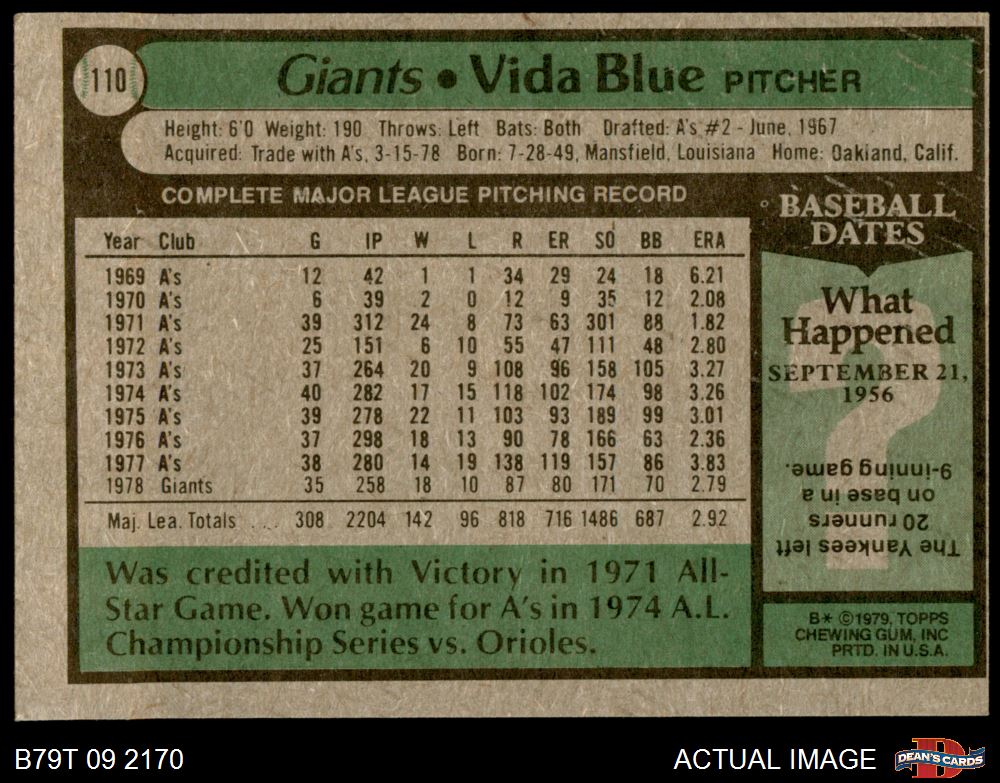 110
Giants • Vida Blue PITCHER
Height: 6'0 Weight: 190 Throws: Left Bats: Both Drafted: A's #2 - June, 1967
Acquired: Trade with A's, 3-15-78 Born: 7-28-49, Mansfield, Louisiana Home: Oakland, Calif.
COMPLETE MAJOR LEAGUE PITCHING RECORD
Year Club G IP W L R ER SO BB ERA
1969 A's 12 42 1 1 34 29 24 18 6.21
1970 A's 6 39 2 0 12 9 35 12 2.08
1971 A's 39 312 24 8 73 63 301 88 1.82
1972 A's 25 151 6 10 55 47 111 48 2.80
1973 A's 37 264 20 9 108 96 158 105 3.27
1974 A's 40 282 17 15 118 102 174 98 3.26
1975 A's 39 278 22 11 103 93 189 99 3.01
1976 A's 37 298 18 13 90 78 166 63 2.36
1977 A's 38 280 14 19 138 119 157 86 3.83
1978 Giants 35 258 18 10 87 80 171 70 2.79
Maj. Lea. Totals .... 308 2204 142 96 818 716 1486 687 2.92
Was credited with Victory in 1971 All-
Star Game. Won game for A's in 1974 A.L.
Championship Series vs. Orioles.
BASEBALL
DATES
What
Happened
SEPTEMBER 21,
1956
?
The Yankees left
20 runners
on base in a
9-inning game.
B* ©1979, TOPPS
CHEWING GUM, INC
PRTD. IN U.S.A.
B79T 09 2170
ACTUAL IMAGE
DEAN'S CARDS